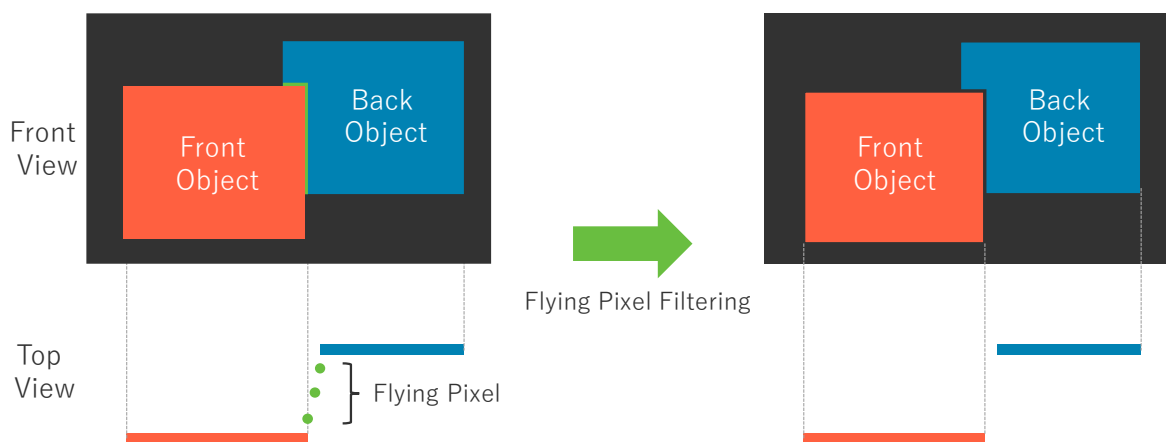 Front
View
Front
Object
Back
Object
Flying Pixel Filtering
Front
Object
Back
Object
Top
View
Flying Pixel